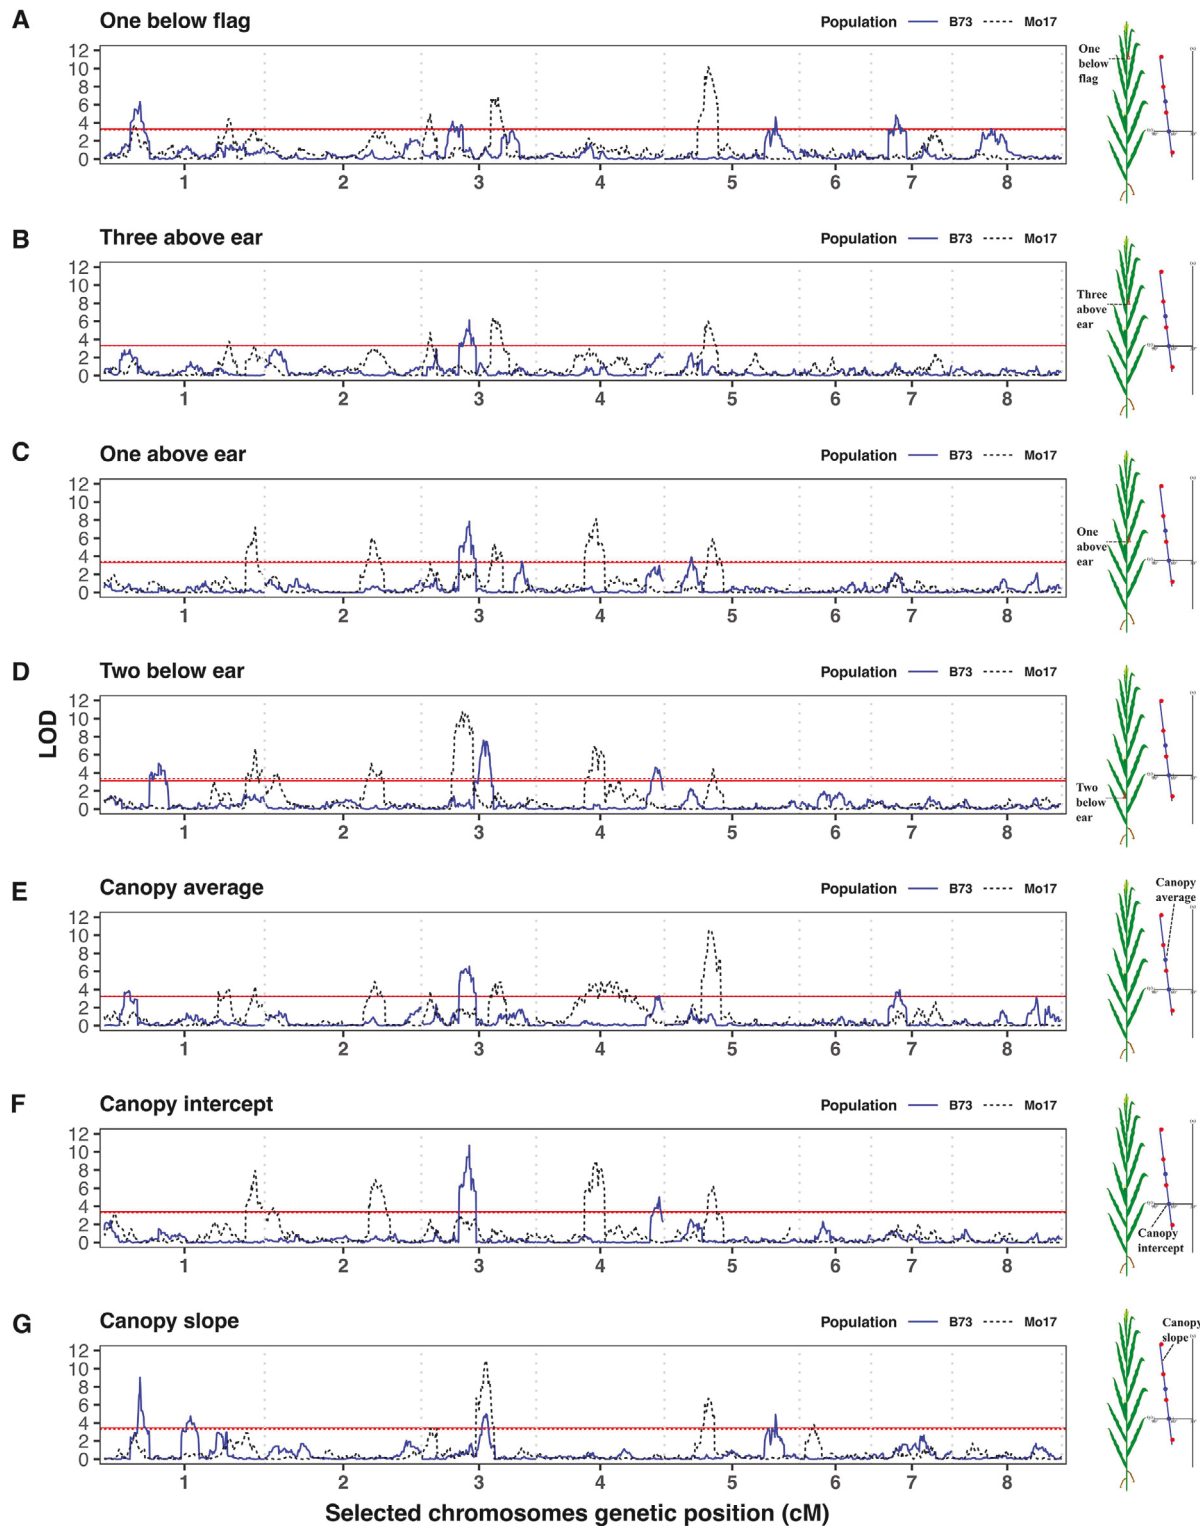 A One below flag Population B73 Mo17
12
10
8
6
4
2
0
1 2 3 4 5 6 7 8
One
below
flag
B Three above ear Population B73 Mo17
12
10
8
6
4
2
0
1 2 3 4 5 6 7 8
Three
above
ear
C One above ear Population B73 Mo17
12
10
8
6
4
2
0
1 2 3 4 5 6 7 8
One
above
ear
D Two below ear Population B73 Mo17
LOD
12
10
8
6
4
2
0
1 2 3 4 5 6 7 8
Two
below
ear
E Canopy average Population B73 Mo17
12
10
8
6
4
2
0
1 2 3 4 5 6 7 8
Canopy
average
F Canopy intercept Population B73 Mo17
12
10
8
6
4
2
0
1 2 3 4 5 6 7 8
Canopy
intercept
G Canopy slope Population B73 Mo17
12
10
8
6
4
2
0
1 2 3 4 5 6 7 8
Canopy
slope
Selected chromosomes genetic position (cM)